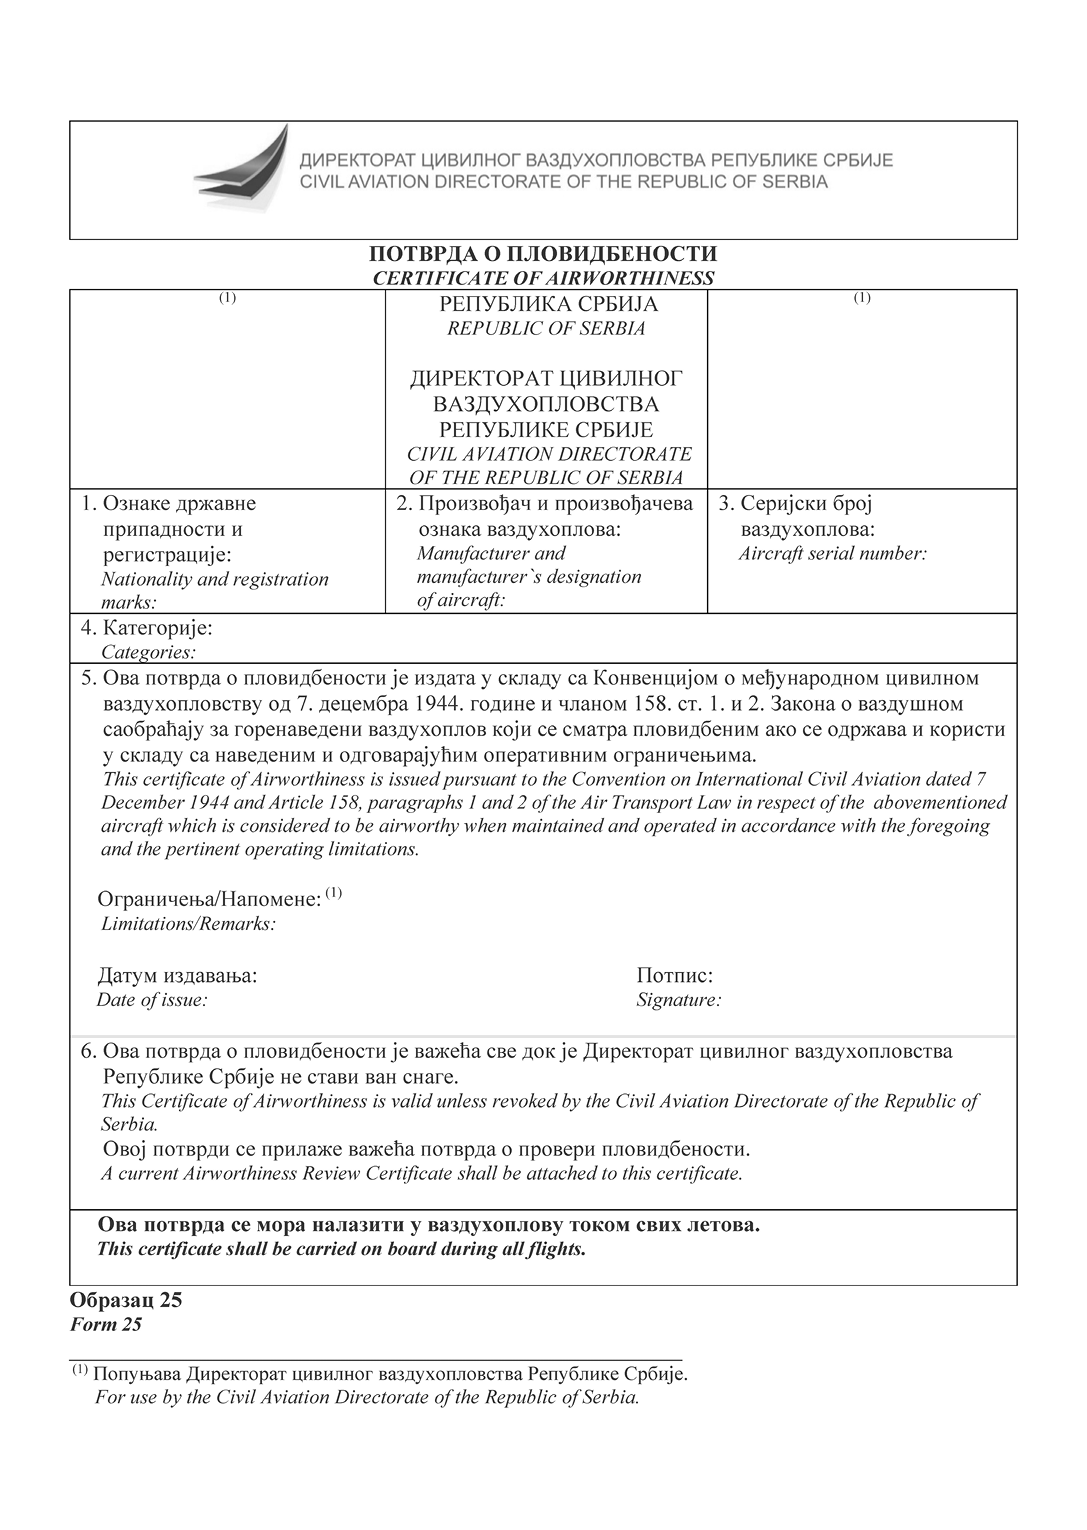 ДИРЕКТОРАТ ЦИВИЛНОГ ВАЗДУХОПЛОВСТВА РЕПУБЛИКЕ СРБИЈЕ
CIVIL AVIATION DIRECTORATE OF THE REPUBLIC OF SERBIA
ПОТВРДА О ПЛОВИДБЕНОСТИ
CERTIFICATE OF AIRWORTHINESS
(1)
РЕПУБЛИКА СРБИЈА
REPUBLIC OF SERBIA
ДИРЕКТОРАТ ЦИВИЛНОГ
ВАЗДУХОПЛОВСТВА
РЕПУБЛИКЕ СРБИЈЕ
CIVIL AVIATION DIRECTORATE
OF THE REPUBLIC OF SERBIA
(1)
1. Ознаке државне
припадности и
регистрације:
Nationality and registration
marks:
2. Произвођач и произвођачева
ознака ваздухоплова:
Manufacturer and
manufacturer`s designation
of aircraft:
3. Серијски број
ваздухоплова:
Aircraft serial number:
4. Категорије:
Categories:
5. Ова потврда о пловидбености је издата у складу са Конвенцијом о међународном цивилном
ваздухопловству од 7. децембра 1944. године и чланом 158. ст. 1. и 2. Закона о ваздушном
саобраћају за горенаведени ваздухоплов који се сматра пловидбеним ако се одржава и користи
у складу са наведеним и одговарајућим оперативним ограничењима.
This certificate of Airworthiness is issued pursuant to the Convention on International Civil Aviation dated 7
December 1944 and Article 158, paragraphs 1 and 2 of the Air Transport Law in respect of the abovementioned
aircraft which is considered to be airworthy when maintained and operated in accordance with the foregoing
and the pertinent operating limitations.
Ограничења/Напомене: (1)
Limitations/Remarks:
Датум издавања:
Date of issue:
Потпис:
Signature:
6. Ова потврда о пловидбености је важећа све док је Директорат цивилног ваздухопловства
Републике Србије не стави ван снаге.
This Certificate of Airworthiness is valid unless revoked by the Civil Aviation Directorate of the Republic of
Serbia.
Овој потврди се прилаже важећа потврда о провери пловидбености.
A current Airworthiness Review Certificate shall be attached to this certificate.
Ова потврда се мора налазити у ваздухоплову током свих летова.
This certificate shall be carried on board during all flights.
Образац 25
Form 25
(1) Попуњава Директорат цивилног ваздухопловства Републике Србије.
For use by the Civil Aviation Directorate of the Republic of Serbia.